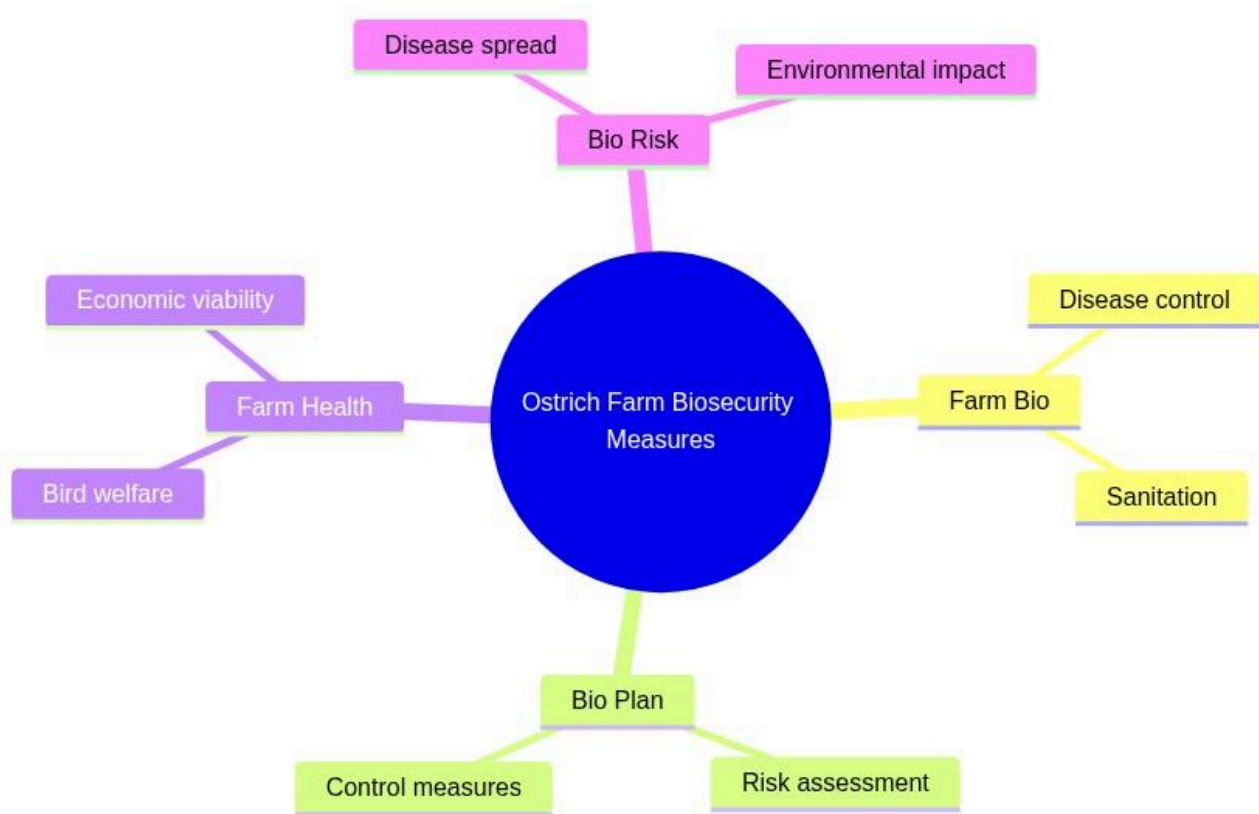 Disease spread
Environmental impact
Bio Risk
Economic viability
Disease control
Farm Health
Ostrich Farm Biosecurity
Measures
Farm Bio
Bird welfare
Sanitation
Bio Plan
Control measures
Risk assessment